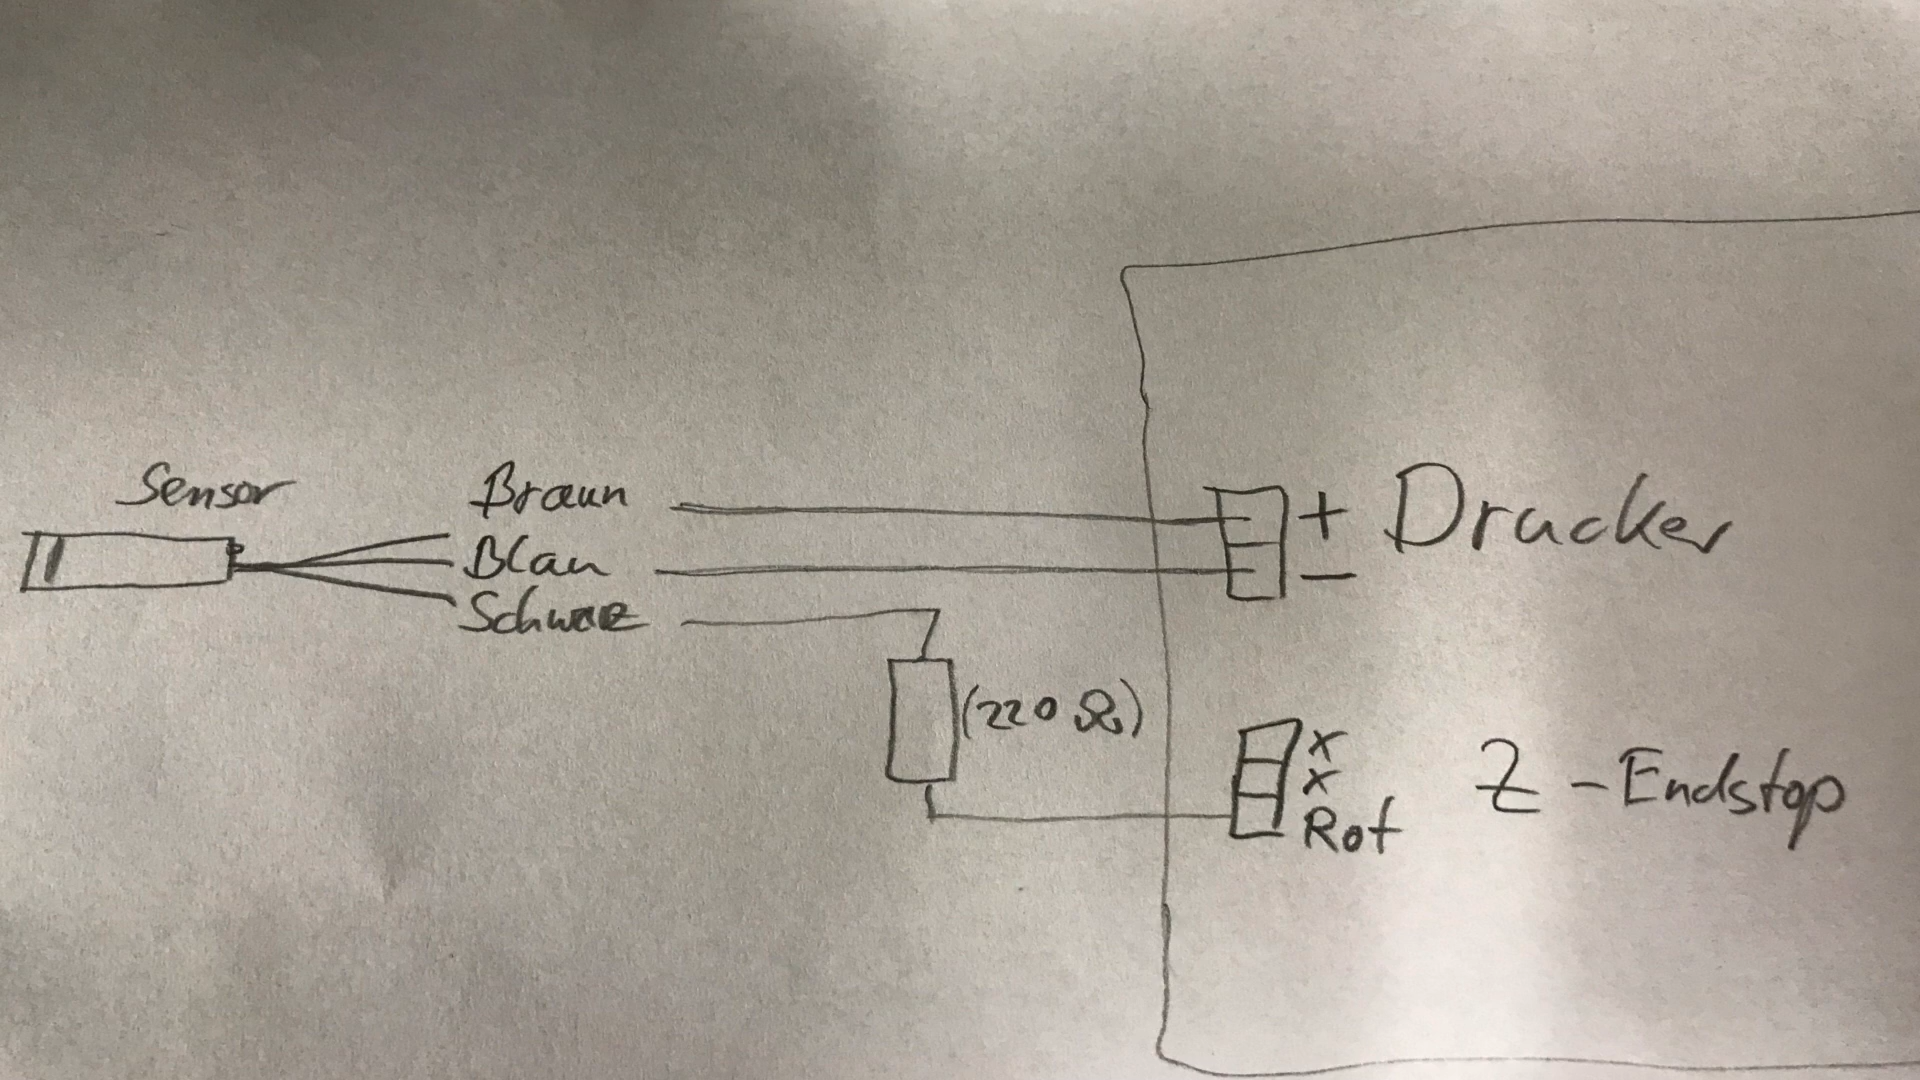 Sensor
Braun
Blau
Schwarz
(220 Ω)
+ Drucker
−
x
x
Rot
Z - Endstop